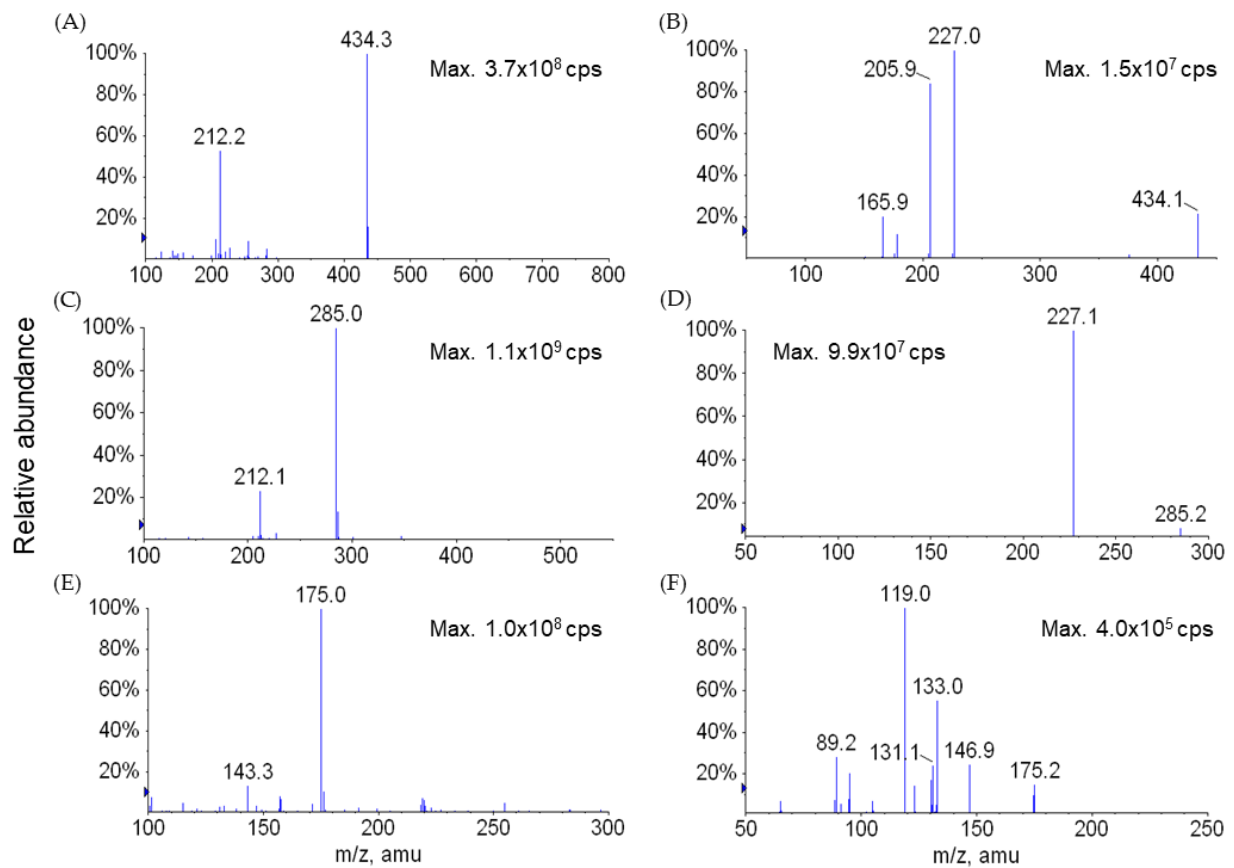 (A)
434.3
Max. 3.7x10⁸ cps
100%
80%
60%
212.2
40%
20%
100 200 300 400 500 600 700 800
(B)
227.0
Max. 1.5x10⁷ cps
100%
205.9
80%
60%
40%
165.9
434.1
20%
100 200 300 400
Relative abundance
(C)
285.0
Max. 1.1x10⁹ cps
100%
80%
60%
40%
212.1
20%
100 200 300 400 500
(D)
227.1
Max. 9.9x10⁷ cps
100%
80%
60%
40%
20%
285.2
50 100 150 200 250 300
(E)
175.0
Max. 1.0x10⁸ cps
100%
80%
60%
40%
20%
143.3
100 150 200 250 300
m/z, amu
(F)
119.0
Max. 4.0x10⁵ cps
100%
80%
60%
133.0
40%
89.2
131.1
146.9
20%
175.2
50 100 150 200 250
m/z, amu